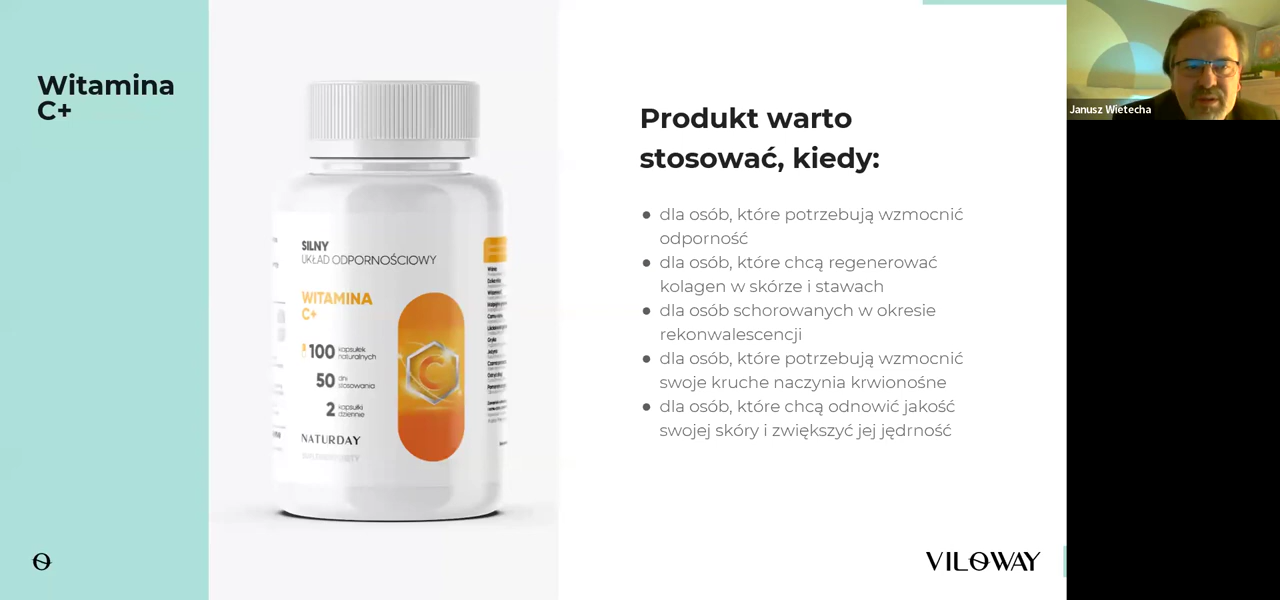 Witamina
C+
SILNY
UKŁAD ODPORNOŚCIOWY
WITAMINA
C+
100 kapsułek
naturalnych
50 dni
stosowania
2 kapsułki
dziennie
NATURDAY
C
Produkt warto
stosować, kiedy:
● dla osób, które potrzebują wzmocnić
odporność
● dla osób, które chcą regenerować
kolagen w skórze i stawach
● dla osób schorowanych w okresie
rekonwalescencji
● dla osób, które potrzebują wzmocnić
swoje kruche naczynia krwionośne
● dla osób, które chcą odnowić jakość
swojej skóry i zwiększyć jej jędrność
VILOWAY
Janusz Wietecha